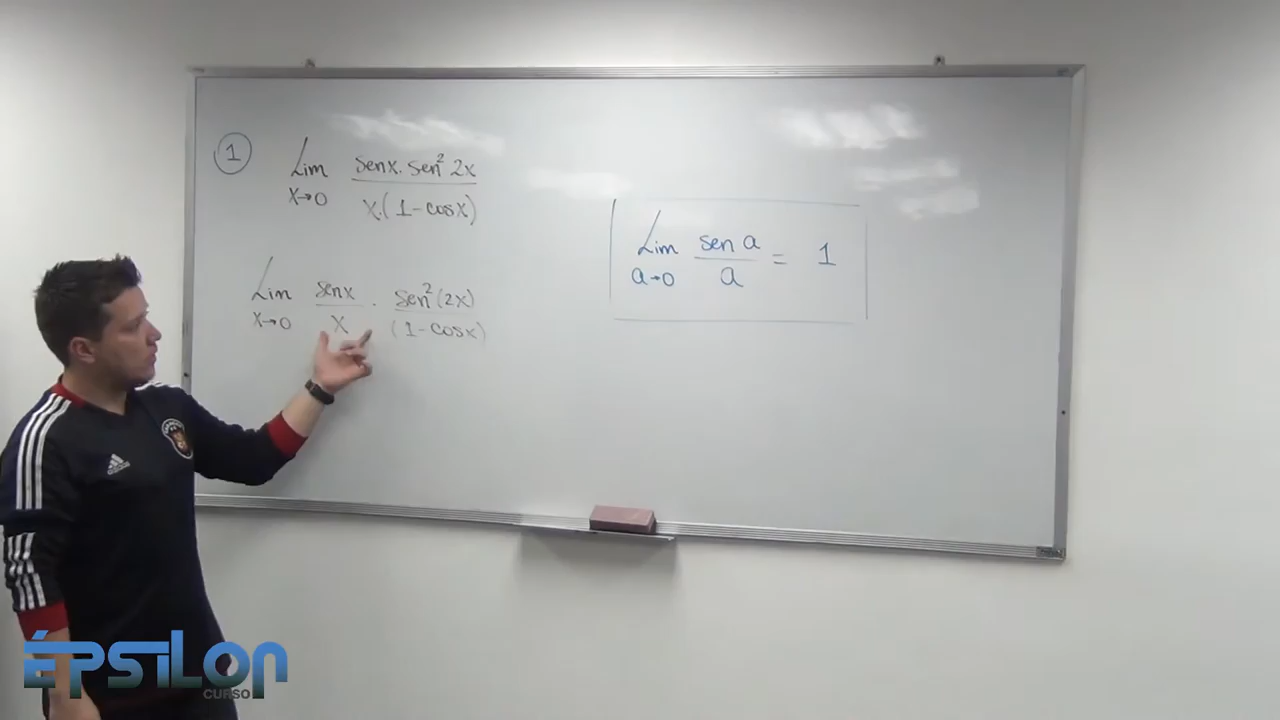 1
Lim senx. sen² 2x
x→0 x.(1-cosx)
Lim senx . sen²(2x)
x→0 x (1-cosx)
Lim sen a = 1
a→0 a
adidas
ÉPSILON
CURSO